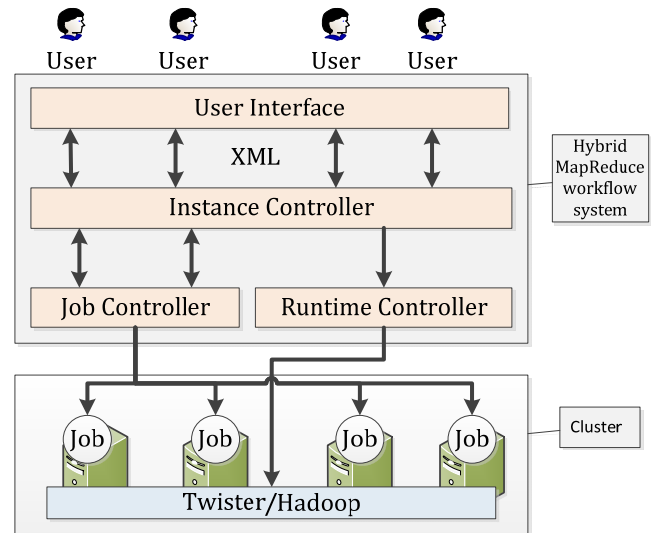 User User User User
User Interface
XML
Hybrid
MapReduce
workflow
system
Instance Controller
Job Controller Runtime Controller
Job Job Job Job
Cluster
Twister/Hadoop